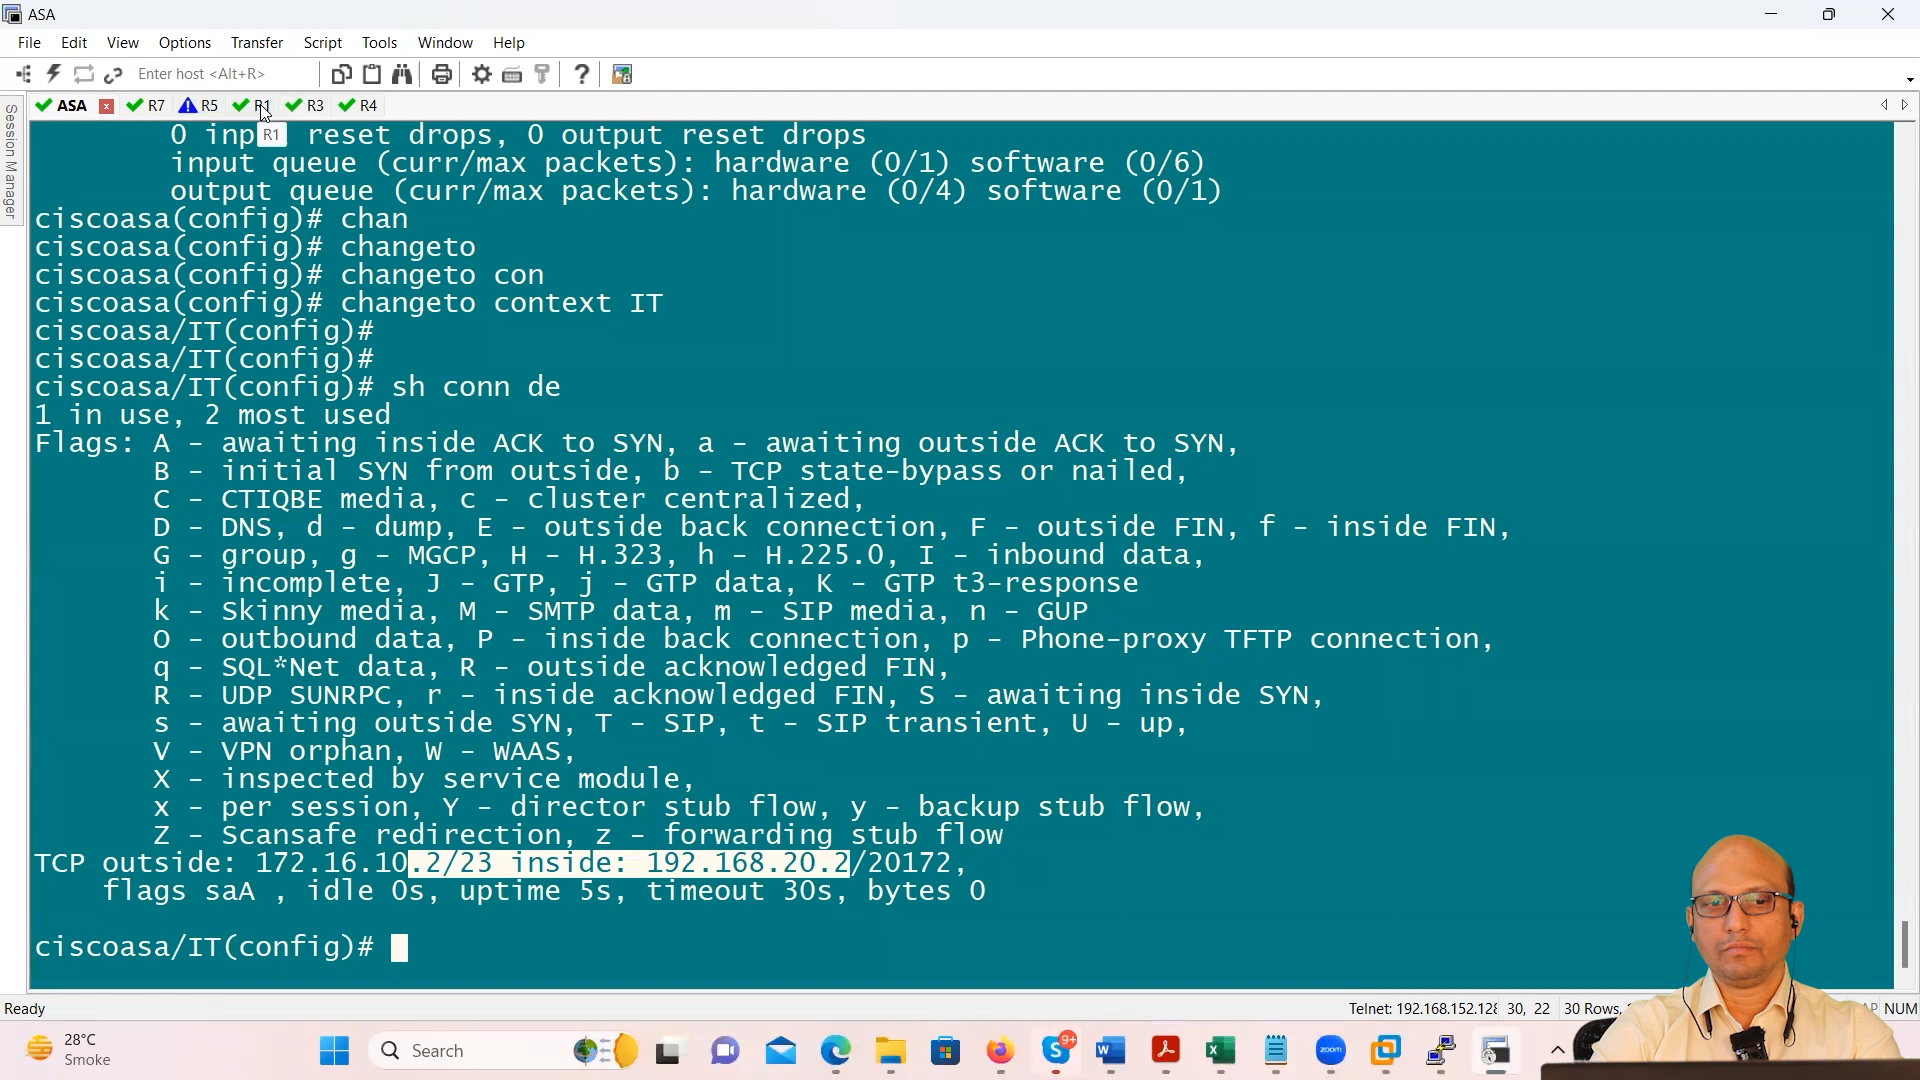 ASA
File Edit View Options Transfer Script Tools Window Help
Enter host <Alt+R>
ASA R7 R5 R1 R3 R4
Session Manager
R1
0 inp reset drops, 0 output reset drops
input queue (curr/max packets): hardware (0/1) software (0/6)
output queue (curr/max packets): hardware (0/4) software (0/1)
ciscoasa(config)# chan
ciscoasa(config)# changeto
ciscoasa(config)# changeto con
ciscoasa(config)# changeto context IT
ciscoasa/IT(config)#
ciscoasa/IT(config)#
ciscoasa/IT(config)# sh conn de
1 in use, 2 most used
Flags: A - awaiting inside ACK to SYN, a - awaiting outside ACK to SYN,
B - initial SYN from outside, b - TCP state-bypass or nailed,
C - CTIQBE media, c - cluster centralized,
D - DNS, d - dump, E - outside back connection, F - outside FIN, f - inside FIN,
G - group, g - MGCP, H - H.323, h - H.225.0, I - inbound data,
i - incomplete, J - GTP, j - GTP data, K - GTP t3-response
k - Skinny media, M - SMTP data, m - SIP media, n - GUP
O - outbound data, P - inside back connection, p - Phone-proxy TFTP connection,
q - SQL*Net data, R - outside acknowledged FIN,
R - UDP SUNRPC, r - inside acknowledged FIN, S - awaiting inside SYN,
s - awaiting outside SYN, T - SIP, t - SIP transient, U - up,
V - VPN orphan, W - WAAS,
X - inspected by service module,
x - per session, Y - director stub flow, y - backup stub flow,
Z - Scansafe redirection, z - forwarding stub flow
TCP outside: 172.16.10.2/23 inside: 192.168.20.2/20172,
flags saA , idle 0s, uptime 5s, timeout 30s, bytes 0
ciscoasa/IT(config)#
Ready Telnet: 192.168.152.128 30, 22 30 Rows, NUM
28°C
Smoke
Search
9+
zoom